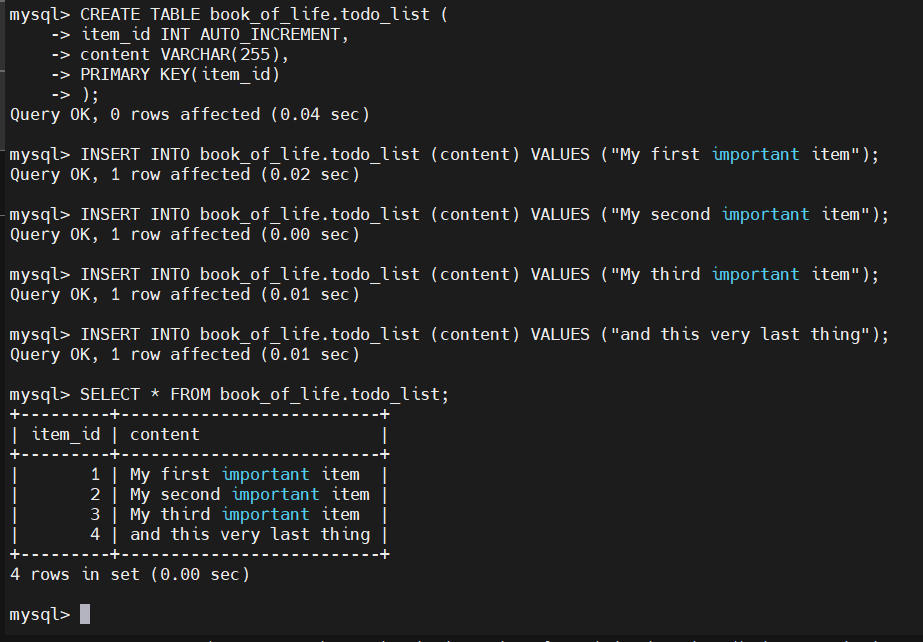 mysql> CREATE TABLE book_of_life.todo_list (
    -> item_id INT AUTO_INCREMENT,
    -> content VARCHAR(255),
    -> PRIMARY KEY(item_id)
    -> );
Query OK, 0 rows affected (0.04 sec)

mysql> INSERT INTO book_of_life.todo_list (content) VALUES ("My first important item");
Query OK, 1 row affected (0.02 sec)

mysql> INSERT INTO book_of_life.todo_list (content) VALUES ("My second important item");
Query OK, 1 row affected (0.00 sec)

mysql> INSERT INTO book_of_life.todo_list (content) VALUES ("My third important item");
Query OK, 1 row affected (0.01 sec)

mysql> INSERT INTO book_of_life.todo_list (content) VALUES ("and this very last thing");
Query OK, 1 row affected (0.01 sec)

mysql> SELECT * FROM book_of_life.todo_list;
+---------+--------------------------+
| item_id | content                  |
+---------+--------------------------+
|       1 | My first important item  |
|       2 | My second important item |
|       3 | My third important item  |
|       4 | and this very last thing |
+---------+--------------------------+
4 rows in set (0.00 sec)

mysql>